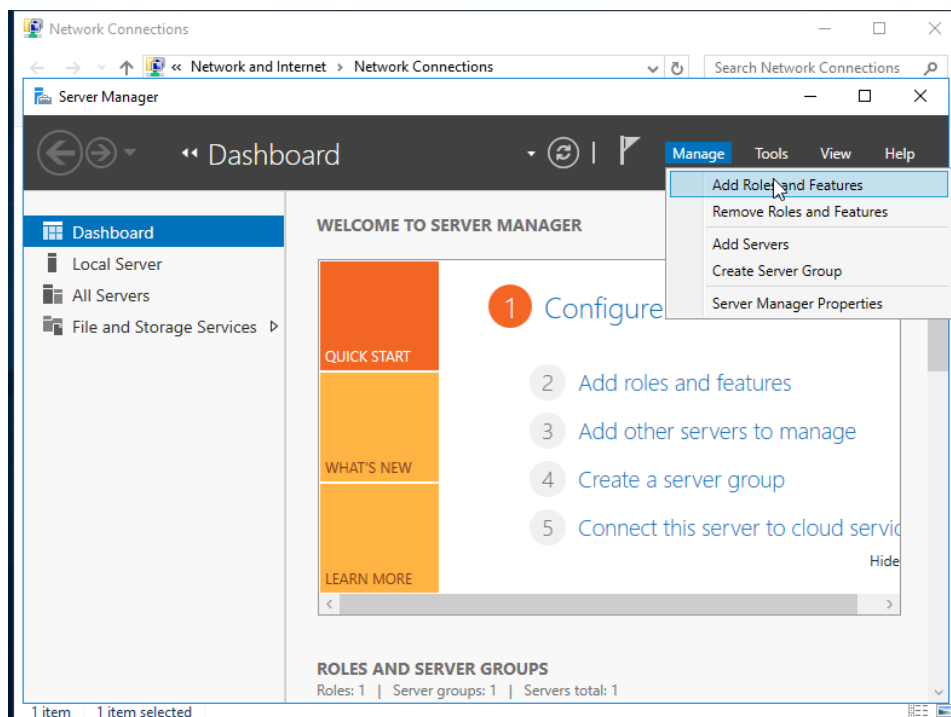 Network Connections
« Network and Internet › Network Connections
Search Network Connections
Server Manager
Dashboard
Manage Tools View Help
Add Roles and Features
Remove Roles and Features
Add Servers
Create Server Group
Server Manager Properties
Dashboard
Local Server
All Servers
File and Storage Services
WELCOME TO SERVER MANAGER
QUICK START
WHAT'S NEW
LEARN MORE
1 Configure
2 Add roles and features
3 Add other servers to manage
4 Create a server group
5 Connect this server to cloud servic
Hide
ROLES AND SERVER GROUPS
Roles: 1 | Server groups: 1 | Servers total: 1
1 item 1 item selected